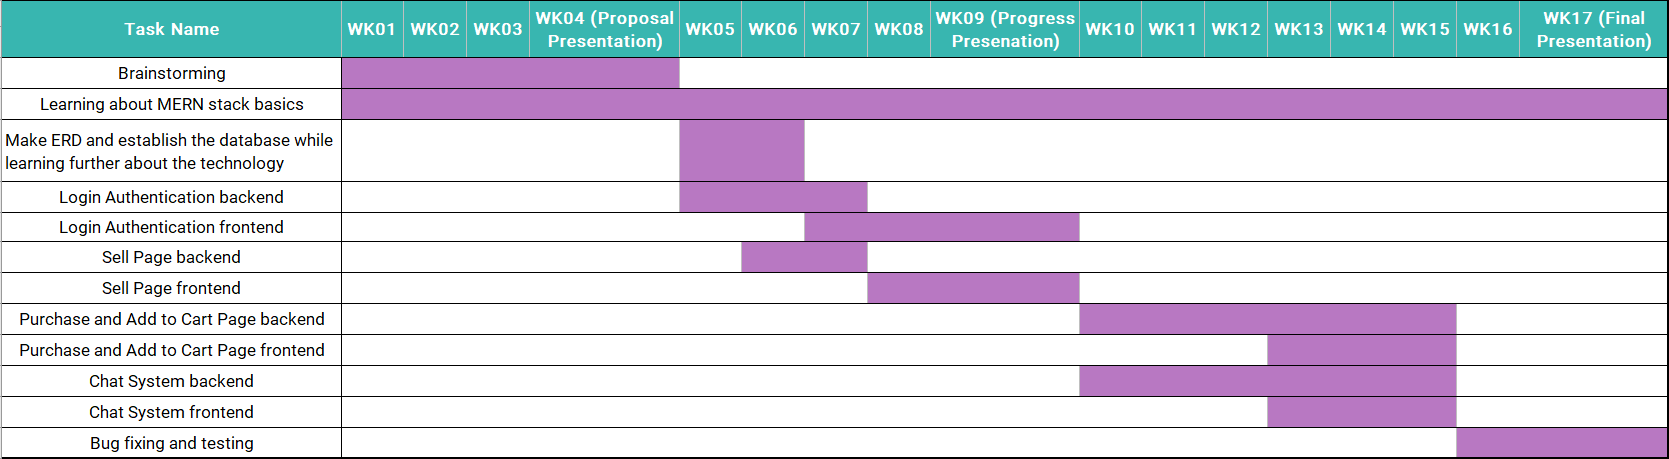 Task Name WK01 WK02 WK03 WK04 (Proposal Presentation) WK05 WK06 WK07 WK08 WK09 (Progress Presenation) WK10 WK11 WK12 WK13 WK14 WK15 WK16 WK17 (Final Presentation)
Brainstorming
Learning about MERN stack basics
Make ERD and establish the database while
learning further about the technology
Login Authentication backend
Login Authentication frontend
Sell Page backend
Sell Page frontend
Purchase and Add to Cart Page backend
Purchase and Add to Cart Page frontend
Chat System backend
Chat System frontend
Bug fixing and testing